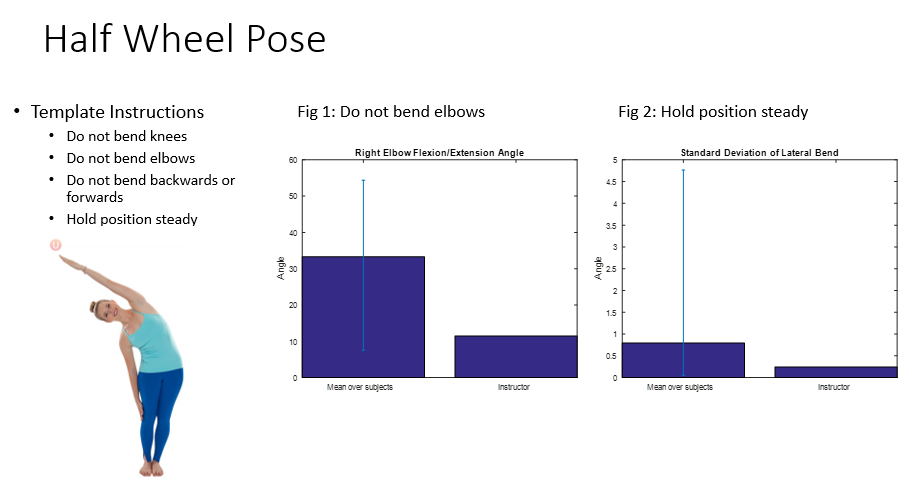 Half Wheel Pose
• Template Instructions
• Do not bend knees
• Do not bend elbows
• Do not bend backwards or
forwards
• Hold position steady
U
Fig 1: Do not bend elbows
Right Elbow Flexion/Extension Angle
60
50
40
30
20
10
0
Angle
Mean over subjects
Instructor
Fig 2: Hold position steady
Standard Deviation of Lateral Bend
5
4.5
4
3.5
3
2.5
2
1.5
1
0.5
0
Angle
Mean over subjects
Instructor